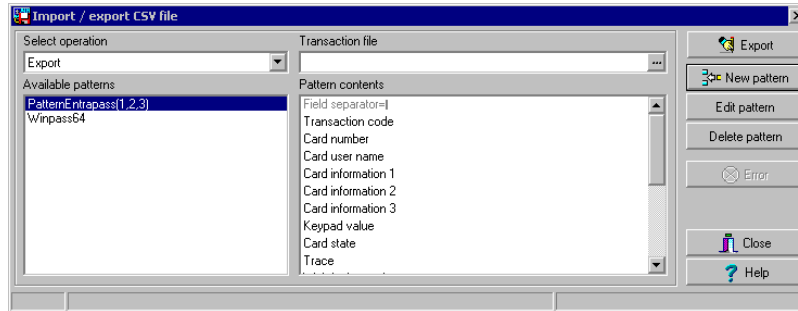 Import / export CSV file
Select operation
Transaction file
Export
Export
...
New pattern
Available patterns
Pattern contents
PatternEntrapass(1,2,3)
Winpass64
Field separator=|
Transaction code
Card number
Card user name
Card information 1
Card information 2
Card information 3
Keypad value
Card state
Trace
Edit pattern
Delete pattern
Error
Close
Help